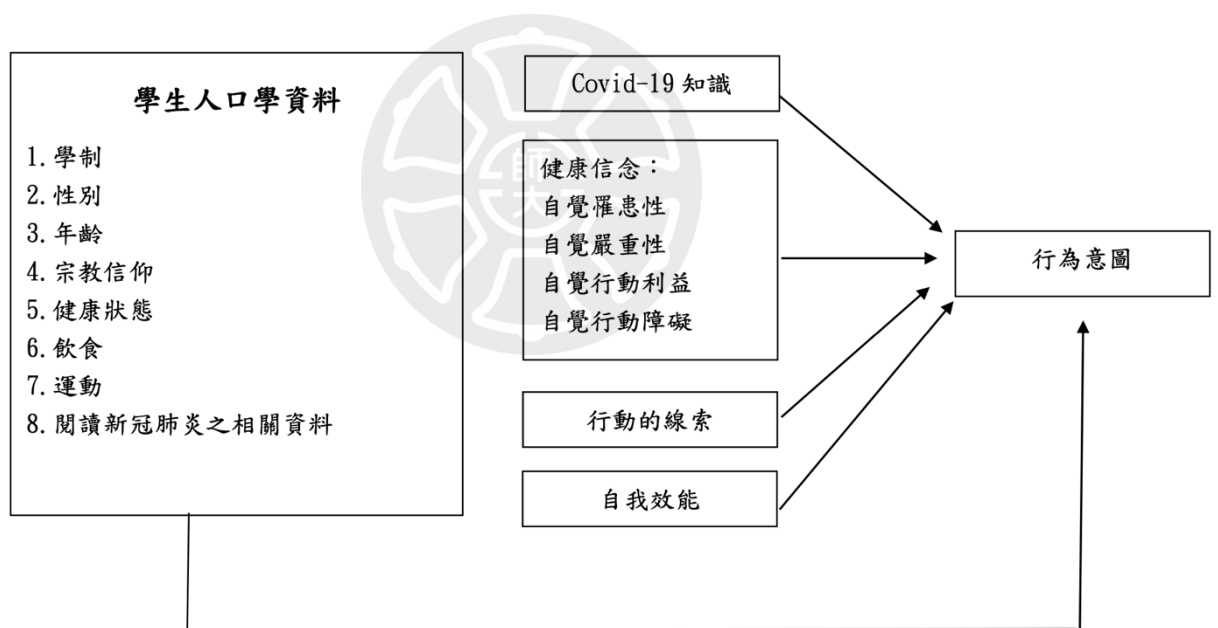 學生人口學資料
1. 學制
2. 性別
3. 年齡
4. 宗教信仰
5. 健康狀態
6. 飲食
7. 運動
8. 閱讀新冠肺炎之相關資料
Covid-19 知識
健康信念：
自覺罹患性
自覺嚴重性
自覺行動利益
自覺行動障礙
行動的線索
自我效能
行為意圖
師大